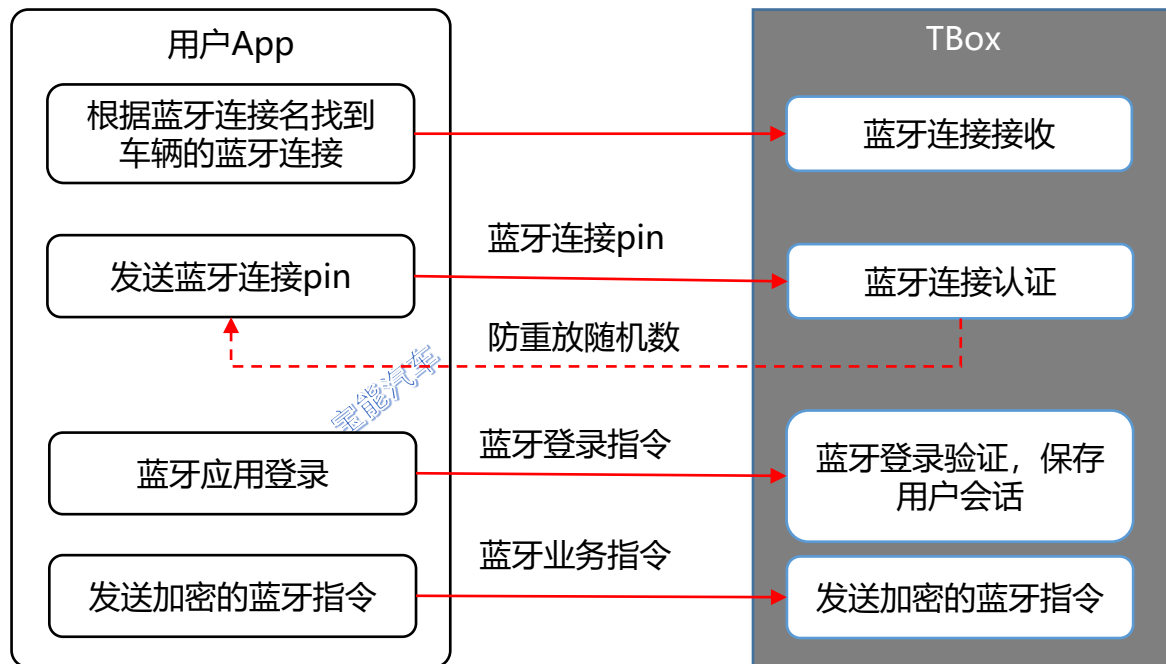 用户App
TBox
根据蓝牙连接名找到
车辆的蓝牙连接
蓝牙连接接收
蓝牙连接pin
发送蓝牙连接pin
蓝牙连接认证
防重放随机数
宝能汽车
蓝牙登录指令
蓝牙应用登录
蓝牙登录验证，保存
用户会话
蓝牙业务指令
发送加密的蓝牙指令
发送加密的蓝牙指令